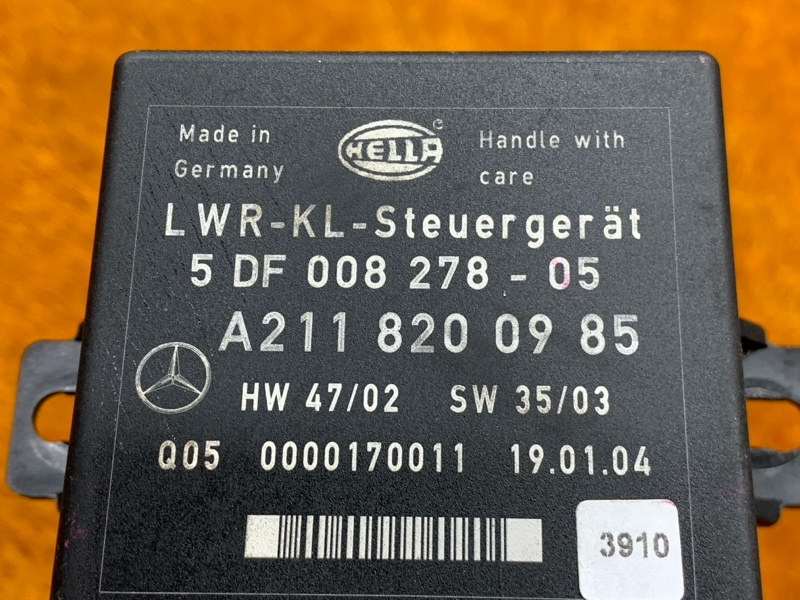 Made in
Germany
HELLA
Handle with
care
LWR-KL-Steuergerät
5 DF 008 278 - 05
A211 820 09 85
HW 47/02 SW 35/03
Q05 0000170011 19.01.04
3910